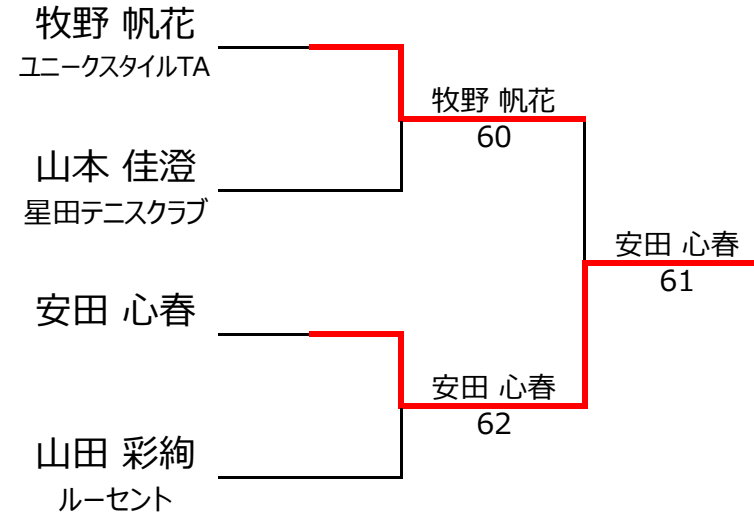 牧野 帆花
ユニークスタイルTA
牧野 帆花
60
山本 佳澄
星田テニスクラブ
安田 心春
61
安田 心春
安田 心春
62
山田 彩絢
ルーセント